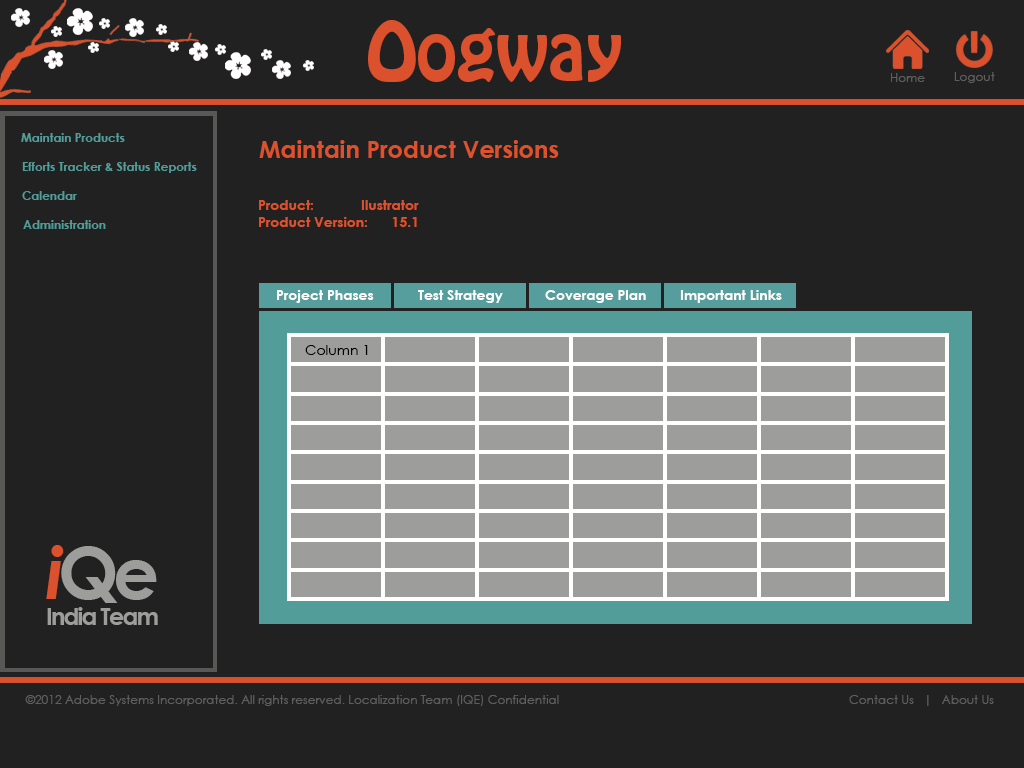 Oogway
Home
Logout
Maintain Products
Efforts Tracker & Status Reports
Calendar
Administration
Maintain Product Versions
Product: Ilustrator
Product Version: 15.1
Project Phases Test Strategy Coverage Plan Important Links
Column 1
iQe
India Team
©2012 Adobe Systems Incorporated. All rights reserved. Localization Team (IQE) Confidential
Contact Us | About Us